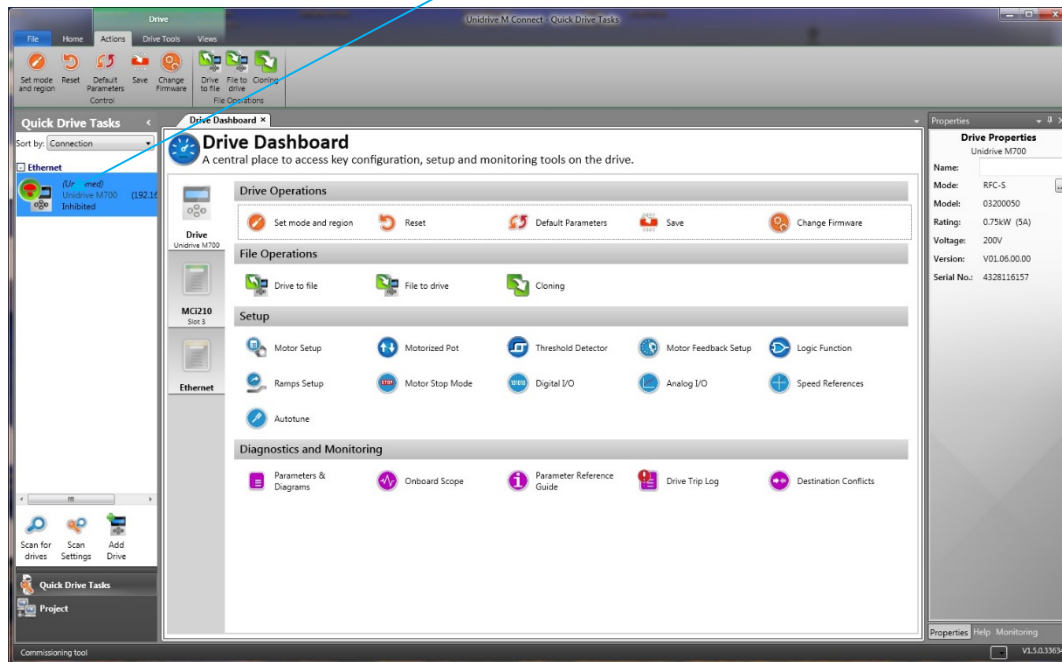 Drive
Unidrive M Connect - Quick Drive Tasks
File Home Actions Drive Tools Views
Set mode and region
Reset
Default Parameters
Save
Change Firmware
Drive to file
File to drive
Cloning
Control
File Operations
Quick Drive Tasks
Sort by: Connection
Ethernet
Unidrive M700 (192.16
Inhibited
Scan for drives
Scan Settings
Add Drive
Quick Drive Tasks
Project
Drive Dashboard
Drive Dashboard
A central place to access key configuration, setup and monitoring tools on the drive.
Drive
Unidrive M700
MCi210
Slot 3
Ethernet
Drive Operations
Set mode and region Reset Default Parameters Save Change Firmware
File Operations
Drive to file File to drive Cloning
Setup
Motor Setup Motorized Pot Threshold Detector Motor Feedback Setup Logic Function
Ramps Setup Motor Stop Mode Digital I/O Analog I/O Speed References
Autotune
Diagnostics and Monitoring
Parameters & Diagrams
Onboard Scope
Parameter Reference Guide
Drive Trip Log
Destination Conflicts
Properties
Drive Properties
Unidrive M700
Name:
Mode: RFC-S
Model: 03200050
Rating: 0.75kW (5A)
Voltage: 200V
Version: V01.06.00.00
Serial No.: 4328116157
Properties Help Monitoring
Commissioning tool
V1.5.0.3363